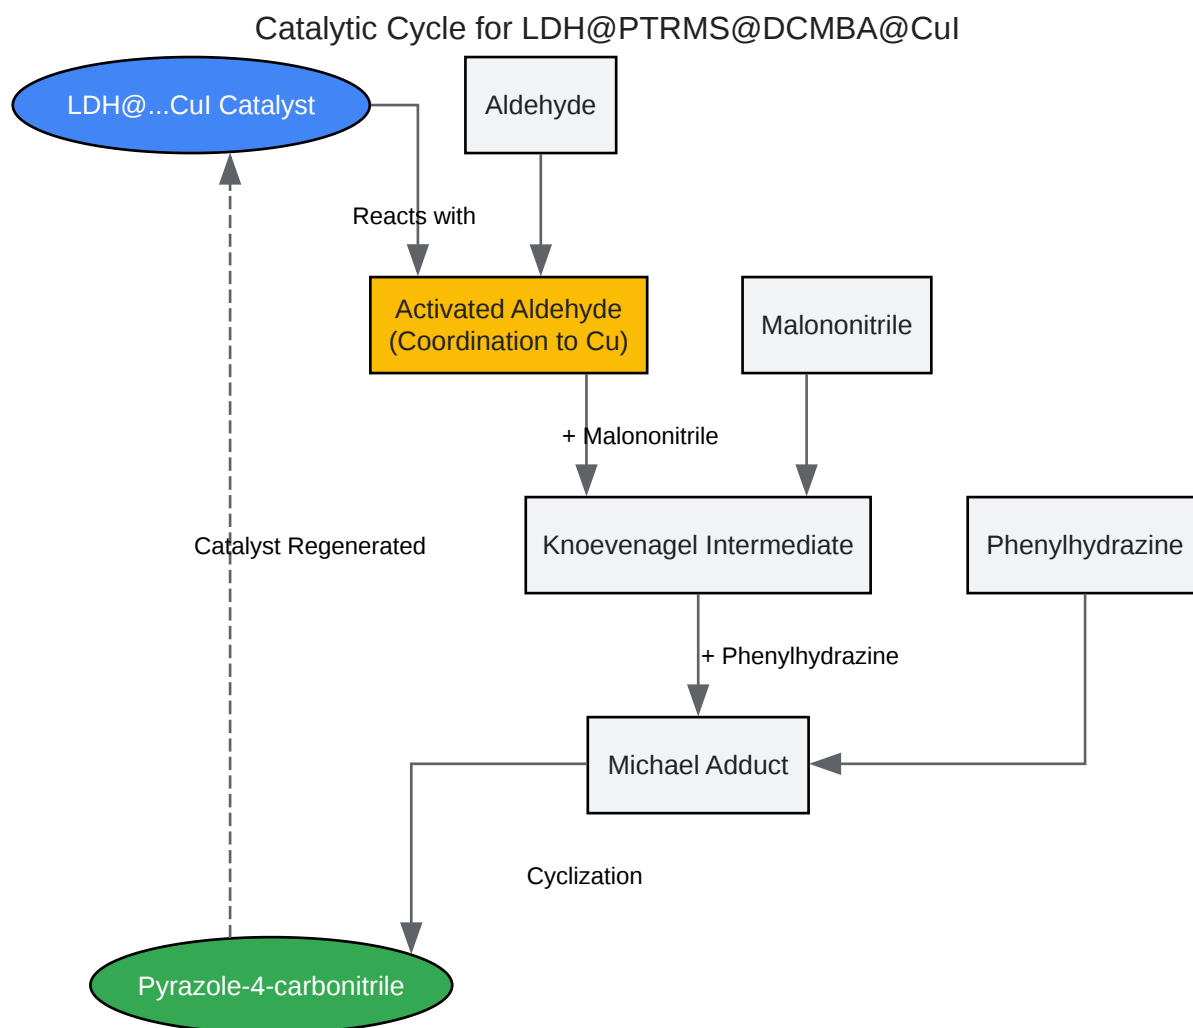 Catalytic Cycle for LDH@PTRMS@DCMBA@CuI
LDH@...CuI Catalyst
Aldehyde
Reacts with
Activated Aldehyde
(Coordination to Cu)
Malononitrile
+ Malononitrile
Catalyst Regenerated
Knoevenagel Intermediate
Phenylhydrazine
+ Phenylhydrazine
Michael Adduct
Cyclization
Pyrazole-4-carbonitrile